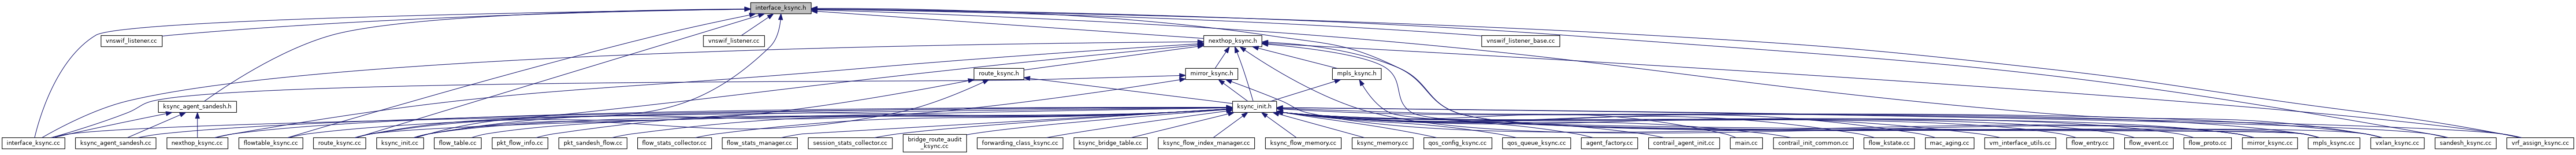 interface_ksync.h
vnswif_listener.cc
vnswif_listener.cc
nexthop_ksync.h
vnswif_listener_base.cc
route_ksync.h
mirror_ksync.h
mpls_ksync.h
ksync_agent_sandesh.h
ksync_init.h
interface_ksync.cc
ksync_agent_sandesh.cc
nexthop_ksync.cc
flowtable_ksync.cc
route_ksync.cc
ksync_init.cc
flow_table.cc
pkt_flow_info.cc
pkt_sandesh_flow.cc
flow_stats_collector.cc
flow_stats_manager.cc
session_stats_collector.cc
bridge_route_audit
_ksync.cc
forwarding_class_ksync.cc
ksync_bridge_table.cc
ksync_flow_index_manager.cc
ksync_flow_memory.cc
ksync_memory.cc
qos_config_ksync.cc
qos_queue_ksync.cc
agent_factory.cc
contrail_agent_init.cc
main.cc
contrail_init_common.cc
flow_kstate.cc
mac_aging.cc
vm_interface_utils.cc
flow_entry.cc
flow_event.cc
flow_proto.cc
mirror_ksync.cc
mpls_ksync.cc
vxlan_ksync.cc
sandesh_ksync.cc
vrf_assign_ksync.cc